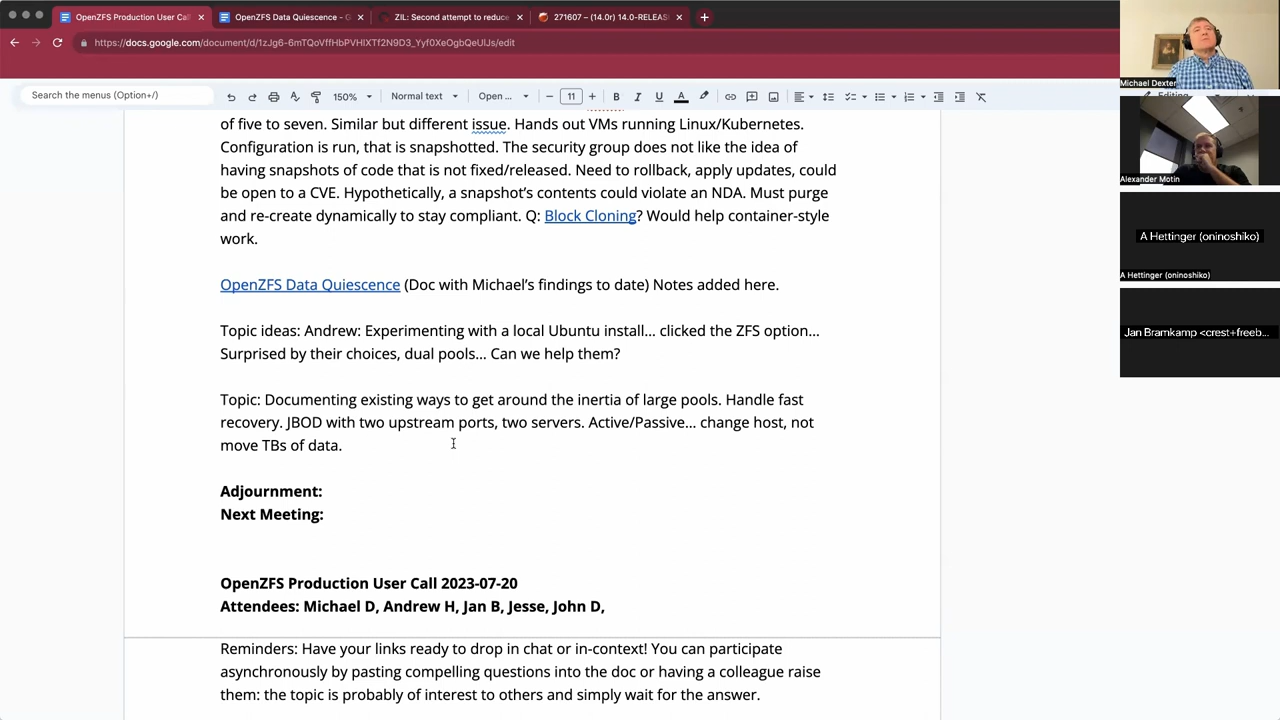 OpenZFS Production User Call
OpenZFS Data Quiescence - G
ZIL: Second attempt to reduce
271607 – (14.0r) 14.0-RELEAS
https://docs.google.com/document/d/1zJg6-6mTQoVffHbPVHIXTf2N9D3_Yyf0XeOgbQeUlJs/edit
Search the menus (Option+/)
150%
Normal text
Open ...
11
Editing
of five to seven. Similar but different issue. Hands out VMs running Linux/Kubernetes.
Configuration is run, that is snapshotted. The security group does not like the idea of
having snapshots of code that is not fixed/released. Need to rollback, apply updates, could
be open to a CVE. Hypothetically, a snapshot's contents could violate an NDA. Must purge
and re-create dynamically to stay compliant. Q: Block Cloning? Would help container-style
work.
OpenZFS Data Quiescence (Doc with Michael's findings to date) Notes added here.
Topic ideas: Andrew: Experimenting with a local Ubuntu install... clicked the ZFS option...
Surprised by their choices, dual pools... Can we help them?
Topic: Documenting existing ways to get around the inertia of large pools. Handle fast
recovery. JBOD with two upstream ports, two servers. Active/Passive... change host, not
move TBs of data.
Adjournment:
Next Meeting:
OpenZFS Production User Call 2023-07-20
Attendees: Michael D, Andrew H, Jan B, Jesse, John D,
Reminders: Have your links ready to drop in chat or in-context! You can participate
asynchronously by pasting compelling questions into the doc or having a colleague raise
them: the topic is probably of interest to others and simply wait for the answer.
Michael Dexter
Alexander Motin
A Hettinger (oninoshiko)
A Hettinger (oninoshiko)
Jan Bramkamp <crest+freeb...